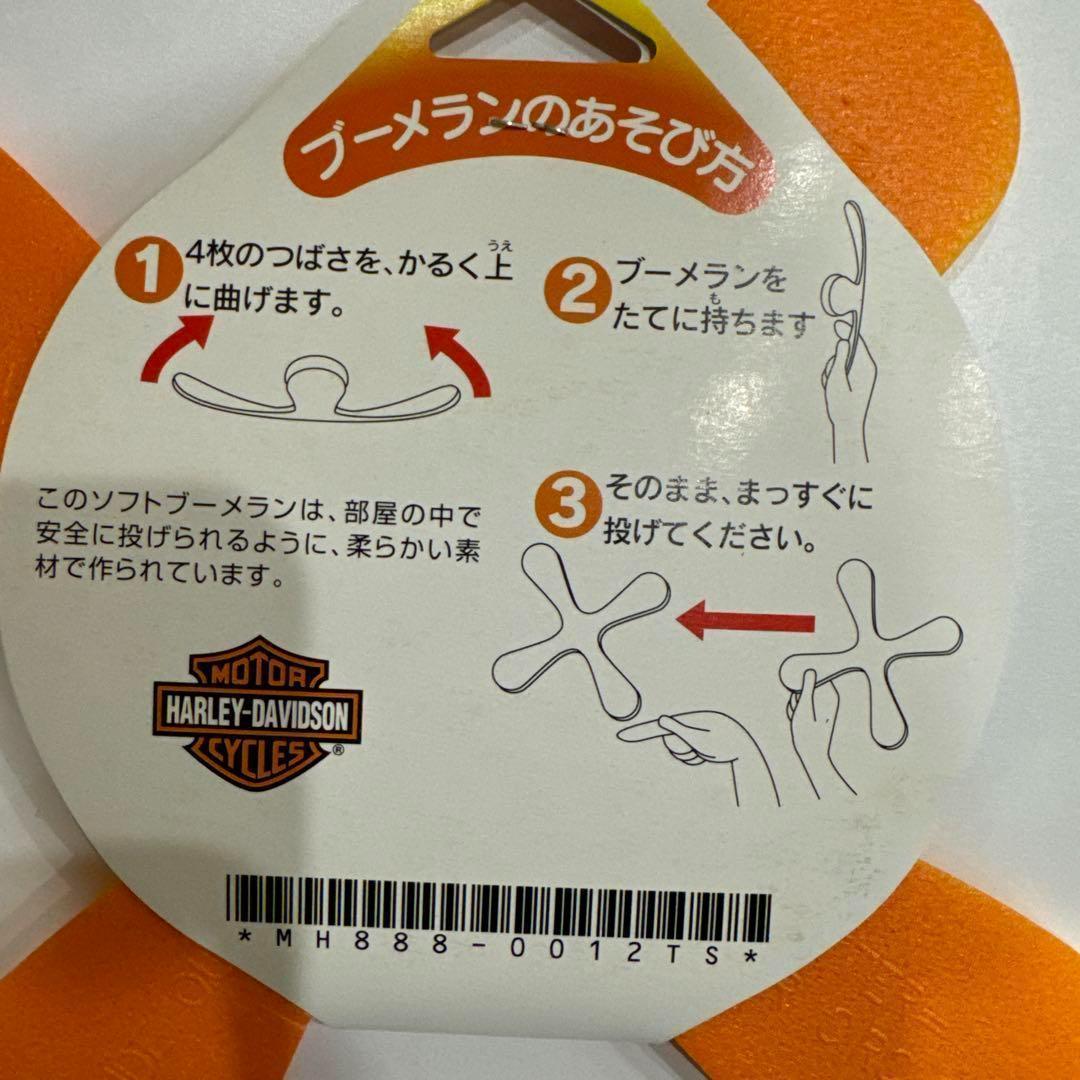 ブーメランのあそび方
1 4枚のつばさを、かるく上
うえ
に曲げます。
2 ブーメランを
たてに持ちます
も
3 そのまま、まっすぐに
投げてください。
このソフトブーメランは、部屋の中で
安全に投げられるように、柔らかい素
材で作られています。
MOTOR
HARLEY-DAVIDSON
CYCLES
®
*MH888-0012TS*